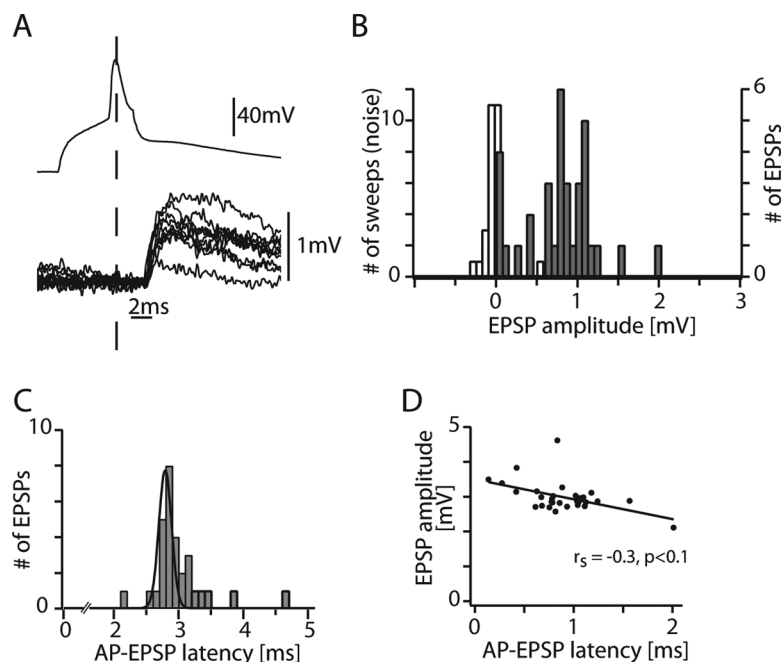 A
40mV
1mV
2ms
B
# of sweeps (noise)
10
0
6
0
# of EPSPs
0 1 2 3
EPSP amplitude [mV]
C
10
0
# of EPSPs
0 2 3 4 5
AP-EPSP latency [ms]
D
5
0
EPSP amplitude
[mV]
rs = -0.3, p<0.1
0 1 2
AP-EPSP latency [ms]